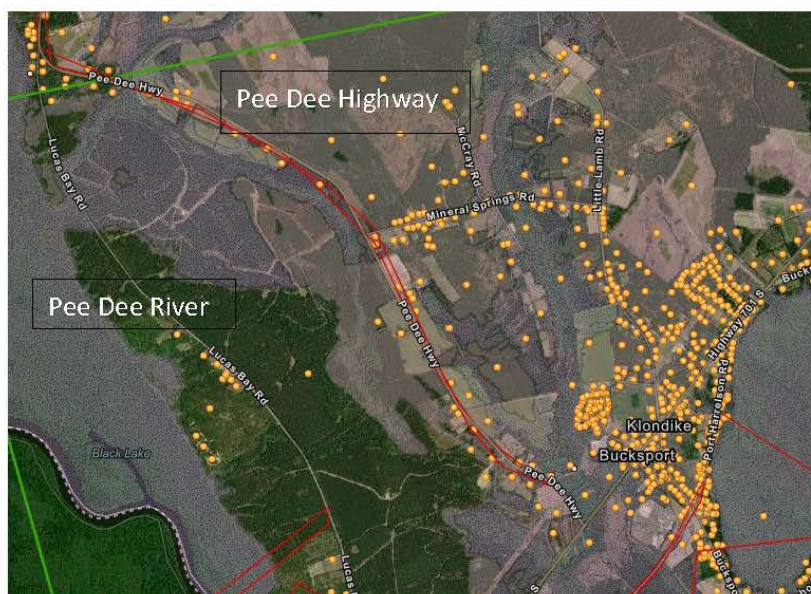 Pee Dee Hwy
Pee Dee Highway
Lucas Bay Rd
McCray Rd
Little Lamb Rd
Mineral Springs Rd
Pee Dee River
Pee Dee Hwy
Highway 701 S
Lucas Bay Rd
Port Harrelson Rd
Klondike
Black Lake
Bucksport
Pee Dee Hwy
S